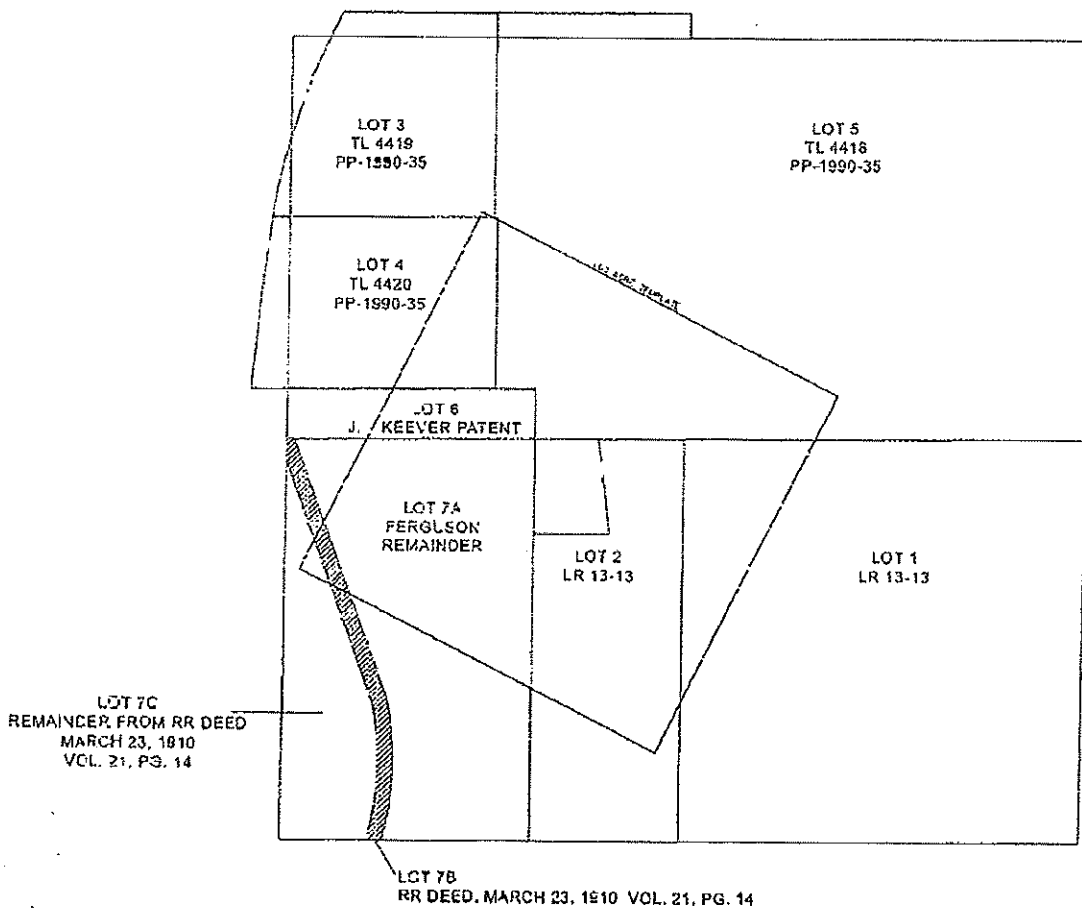 LOT 3
TL 4419
PP-1990-35
LOT 5
TL 4418
PP-1990-35
LOT 4
TL 4420
PP-1990-35
TEMPLATE
LOT 6
J. KEEVER PATENT
LOT 7A
FERGUSON
REMAINDER
LOT 2
LR 13-13
LOT 1
LR 13-13
LOT 7C
REMAINDER FROM RR DEED
MARCH 23, 1910
VOL. 21, PG. 14
LOT 7B
RR DEED, MARCH 23, 1910 VOL. 21, PG. 14